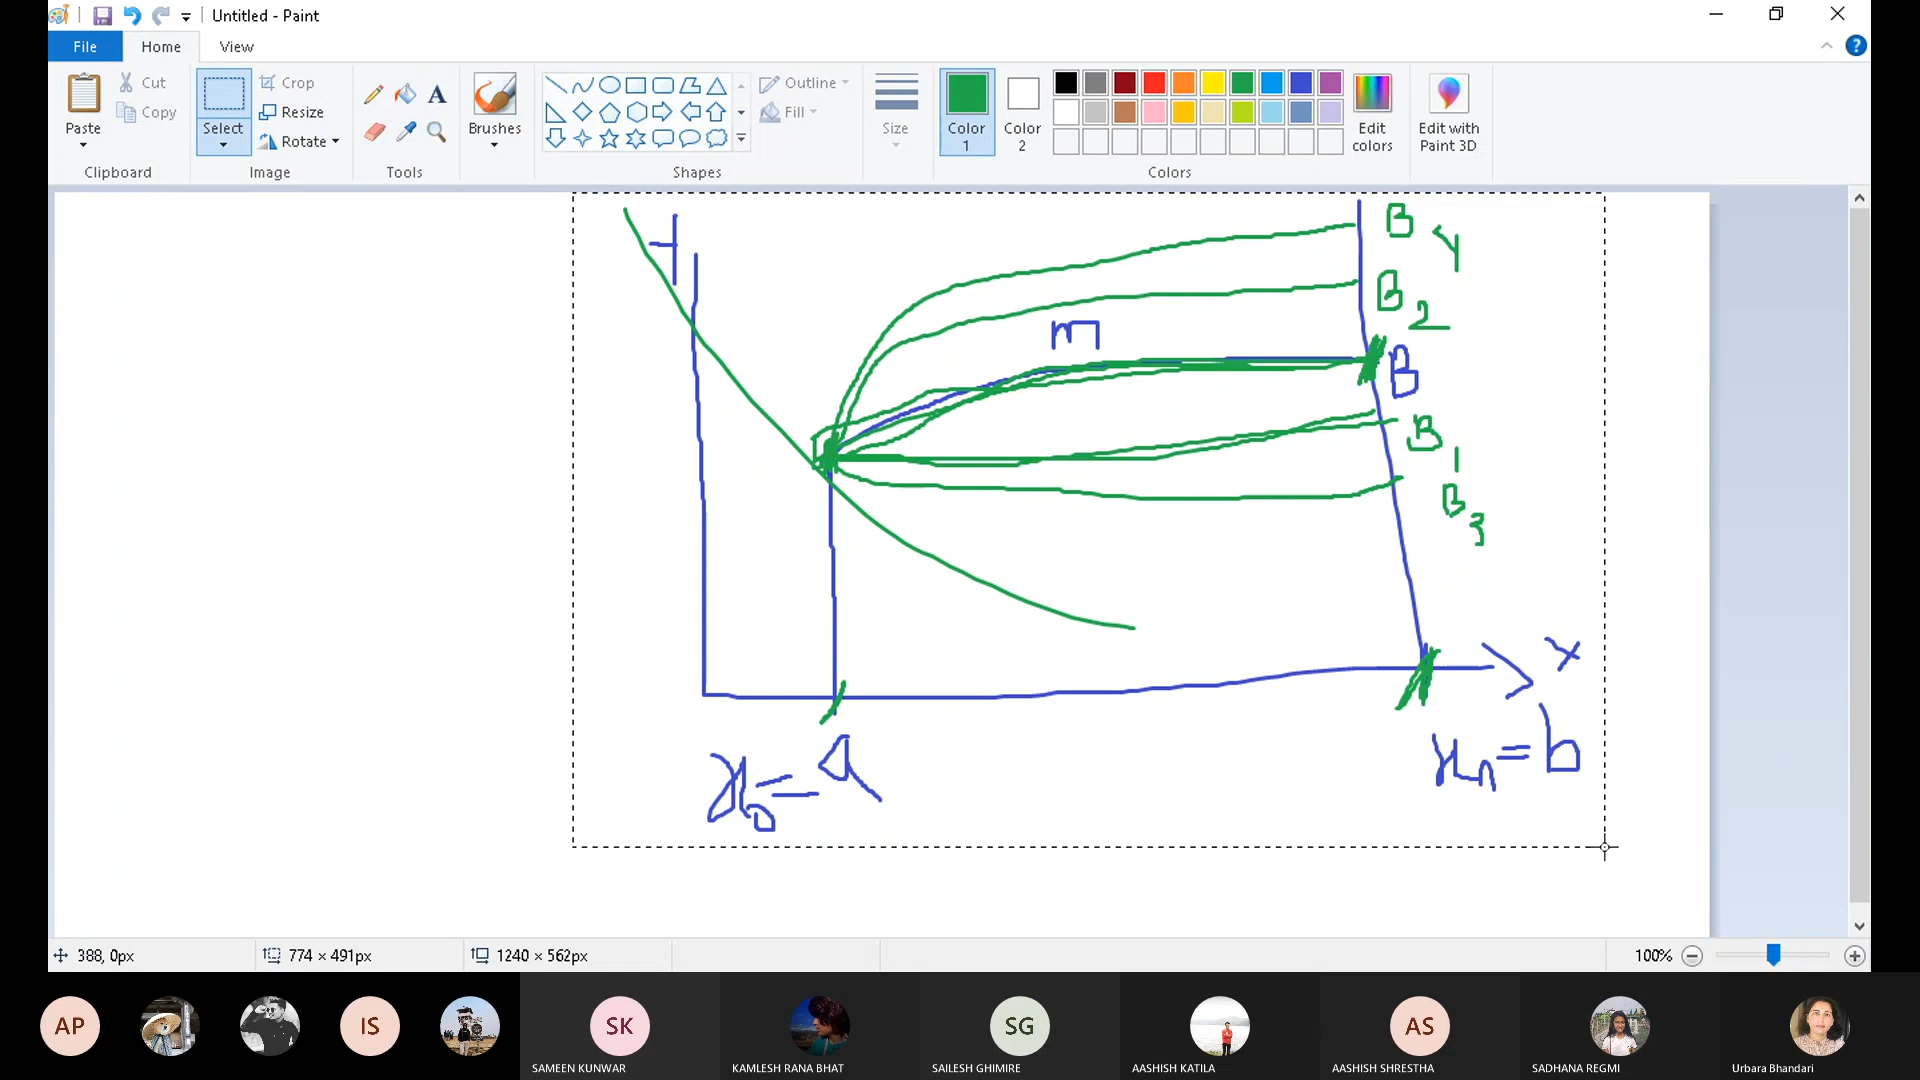 Untitled - Paint
File Home View
Paste
Cut
Copy
Clipboard
Select
Crop
Resize
Rotate
Image
Tools
Brushes
Shapes
Outline
Fill
Size
Color 1
Color 2
Edit colors
Colors
Edit with Paint 3D
B
Y
B2
m
B
B1
B3
x
x0 = a
xn = b
388, 0px
774 × 491px
1240 × 562px
100%
AP
IS
SK
SG
AS
SAMEEN KUNWAR
KAMLESH RANA BHAT
SAILESH GHIMIRE
AASHISH KATILA
AASHISH SHRESTHA
SADHANA REGMI
Urbara Bhandari